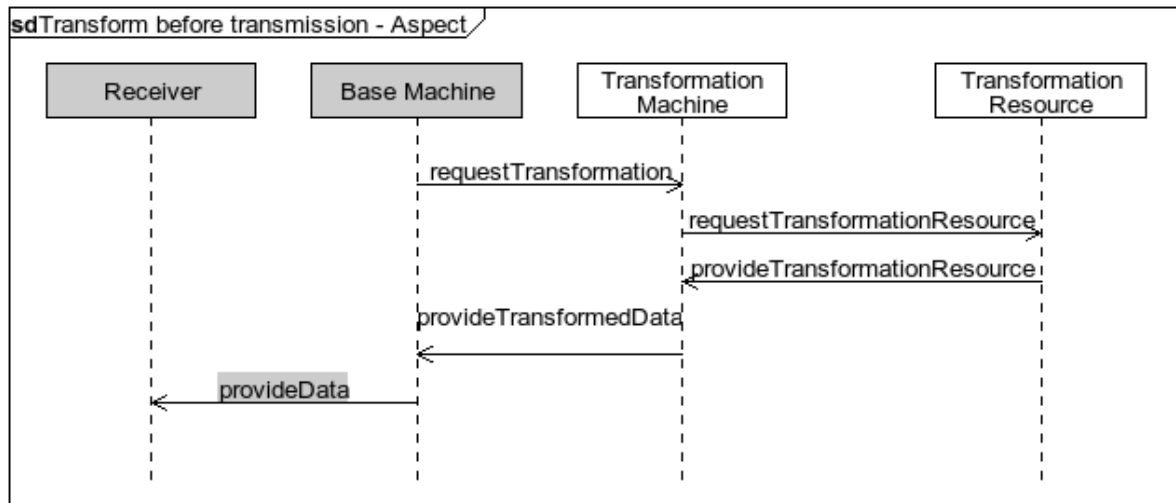 sdTransform before transmission - Aspect
Receiver
Base Machine
Transformation
Machine
Transformation
Resource
requestTransformation
requestTransformationResource
provideTransformationResource
provideTransformedData
provideData